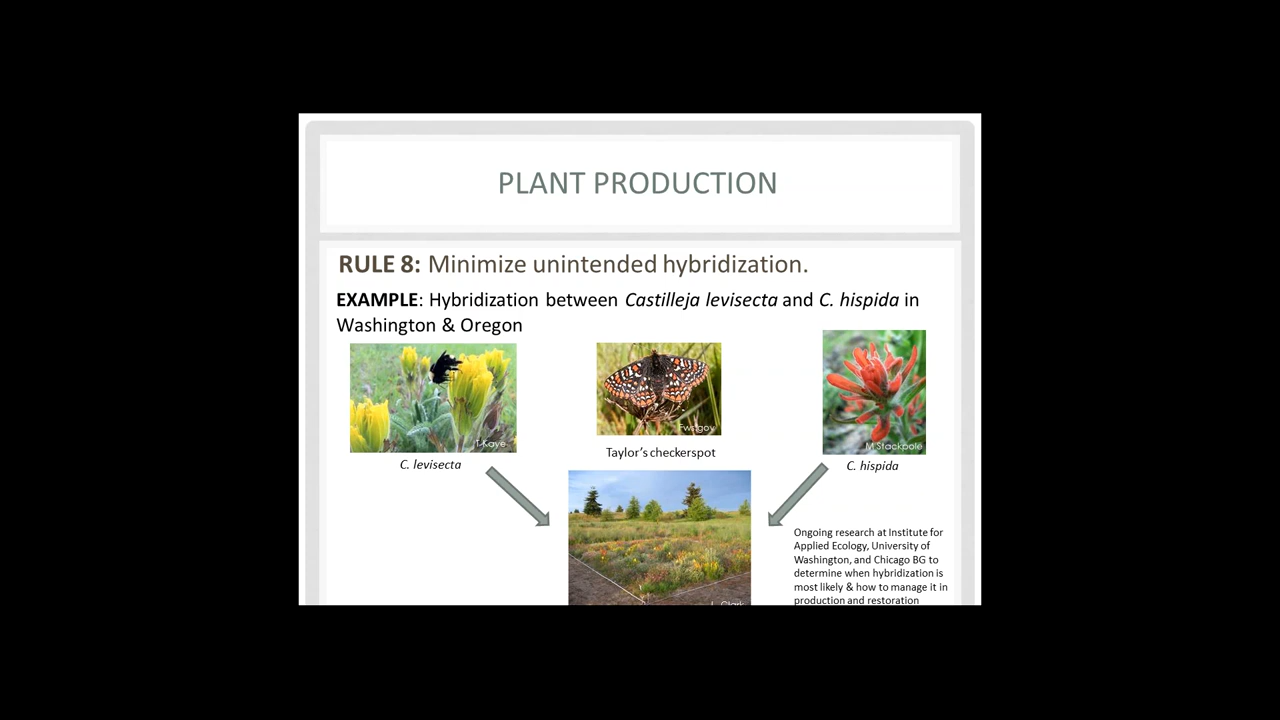 PLANT PRODUCTION
RULE 8: Minimize unintended hybridization.
EXAMPLE: Hybridization between Castilleja levisecta and C. hispida in
Washington & Oregon
T Kaye
Fws.gov
M Stackpole
C. levisecta
Taylor's checkerspot
C. hispida
L. Clark
Ongoing research at Institute for
Applied Ecology, University of
Washington, and Chicago BG to
determine when hybridization is
most likely & how to manage it in
production and restoration